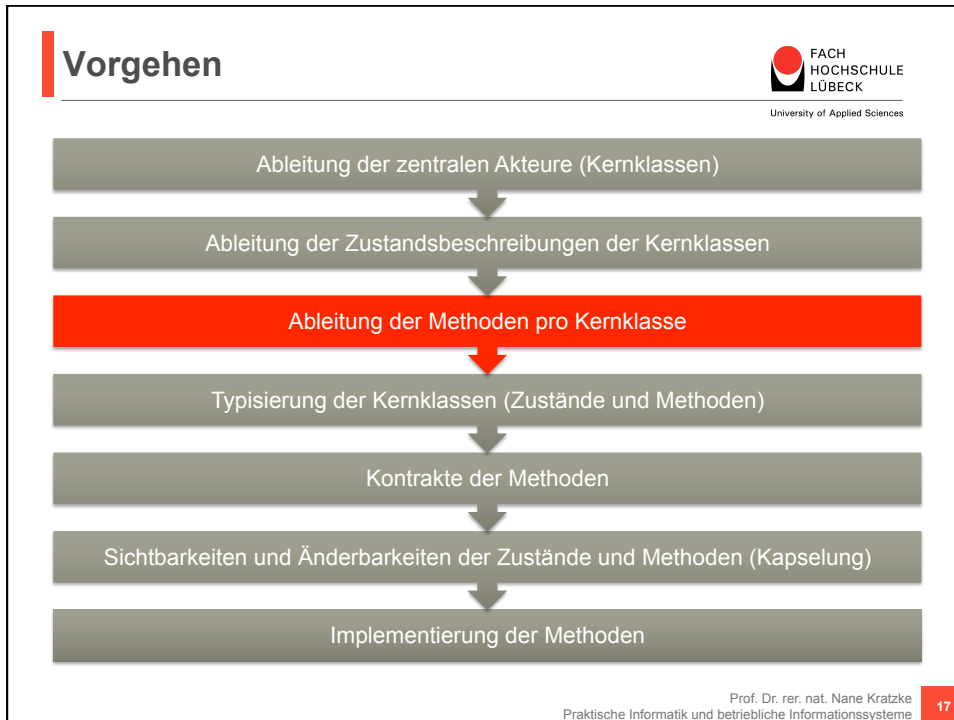 Vorgehen
FACH
HOCHSCHULE
LÜBECK
University of Applied Sciences
Ableitung der zentralen Akteure (Kernklassen)
Ableitung der Zustandsbeschreibungen der Kernklassen
Ableitung der Methoden pro Kernklasse
Typisierung der Kernklassen (Zustände und Methoden)
Kontrakte der Methoden
Sichtbarkeiten und Änderbarkeiten der Zustände und Methoden (Kapselung)
Implementierung der Methoden
Prof. Dr. rer. nat. Nane Kratzke
Praktische Informatik und betriebliche Informationssysteme
17